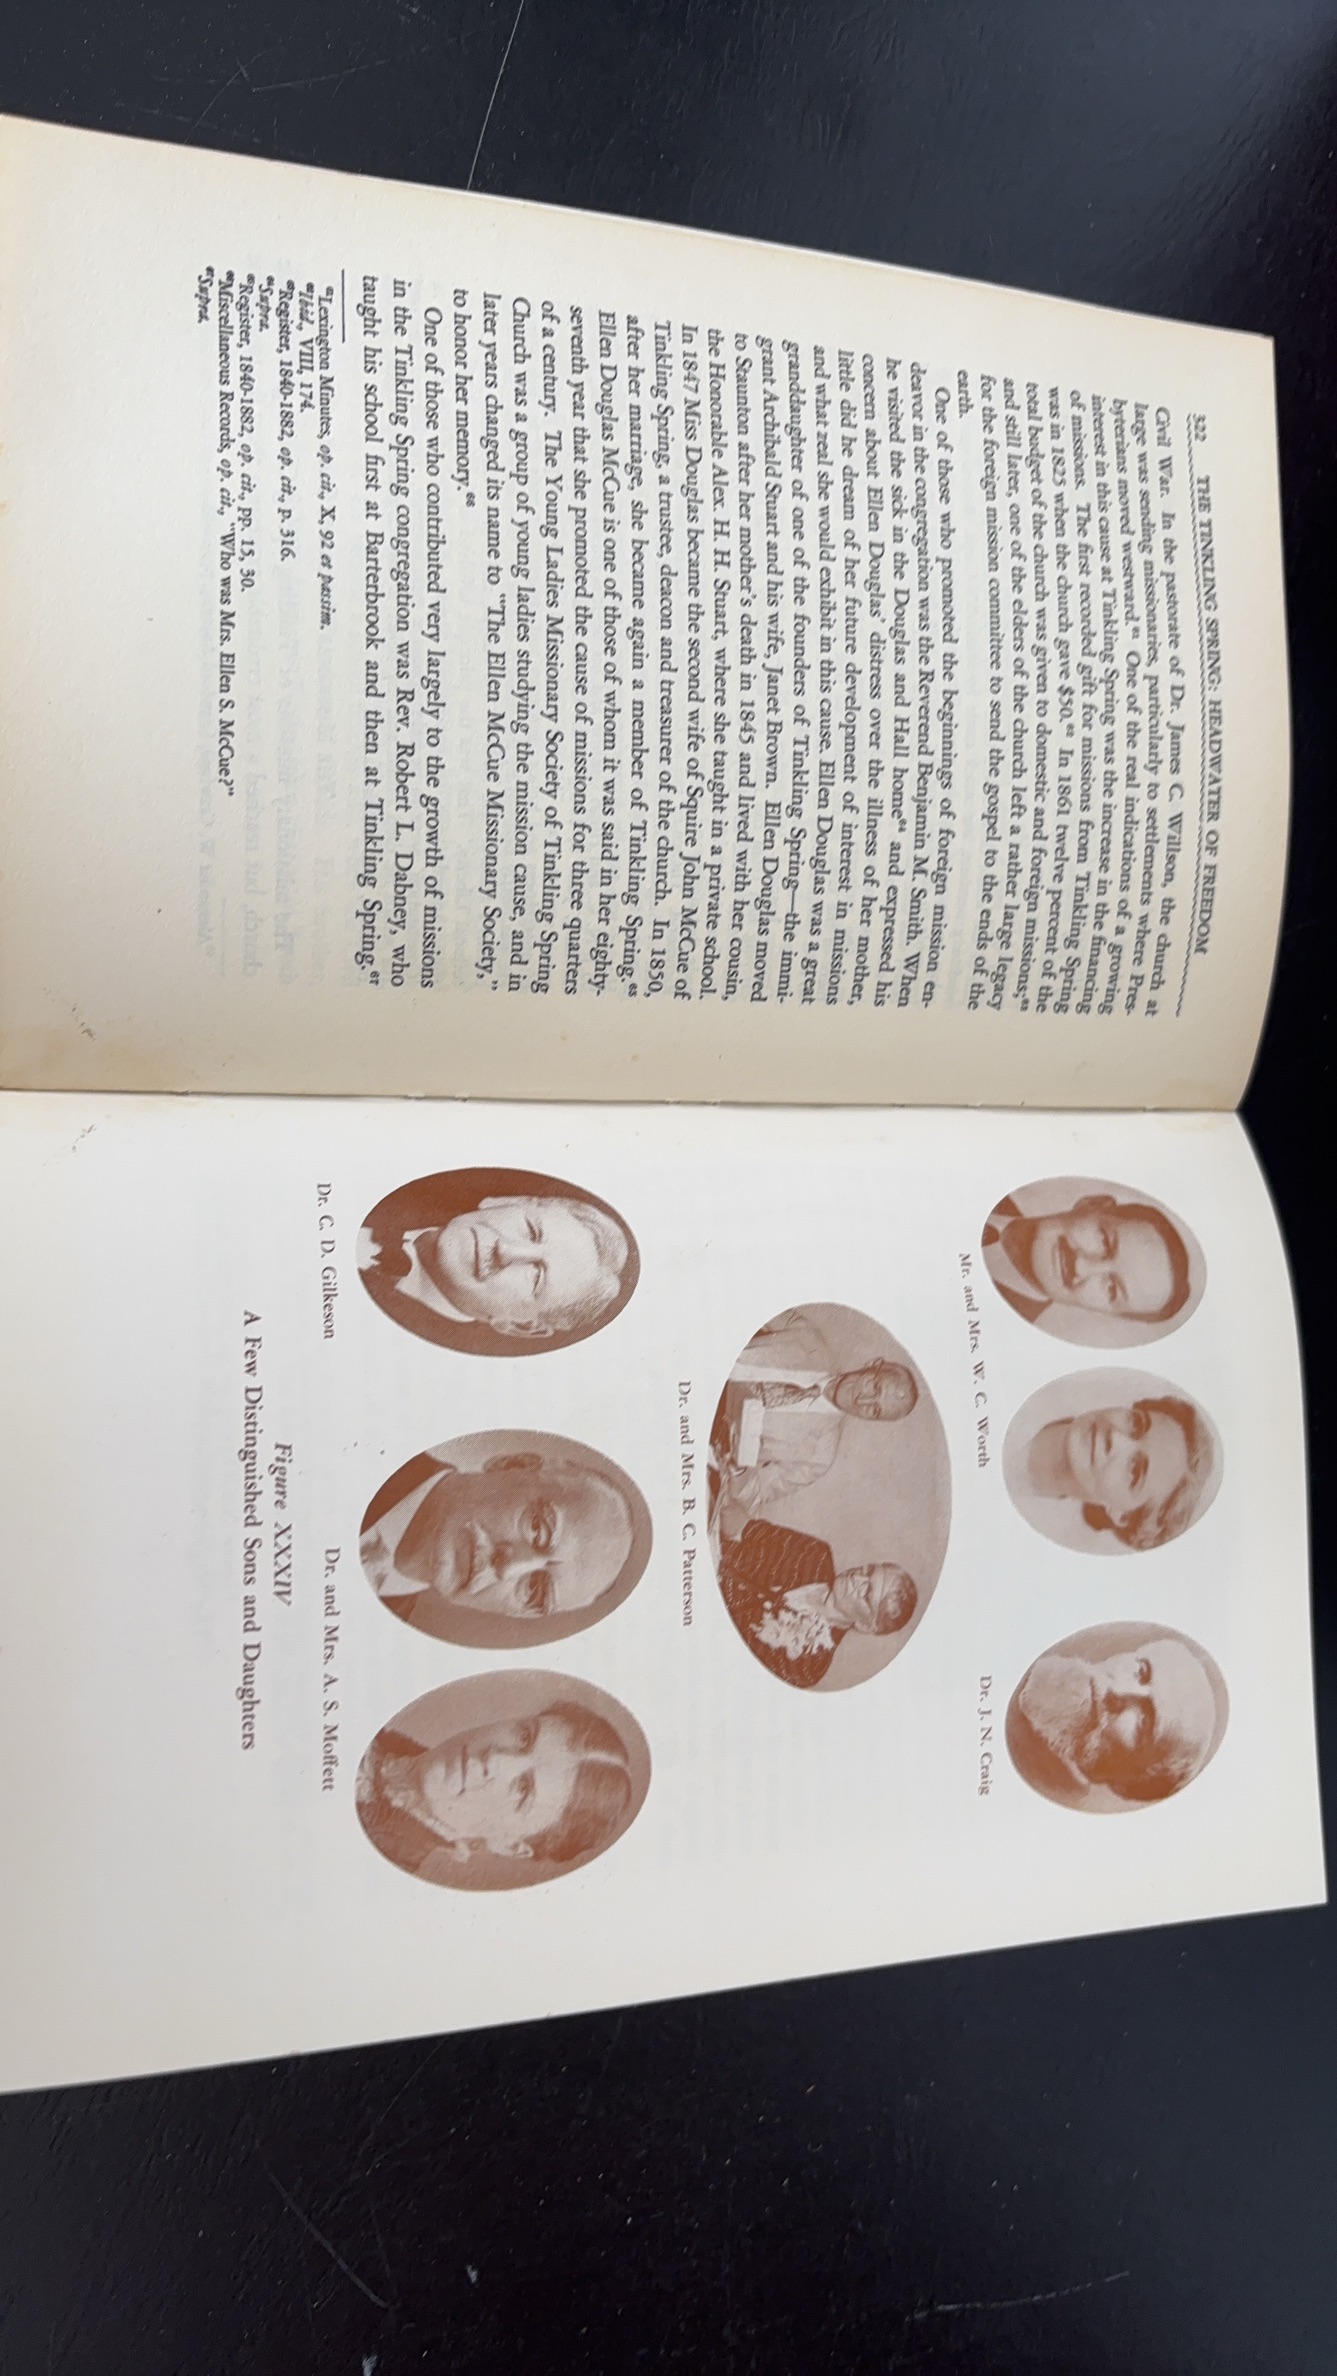 322 THE TINKLING SPRING: HEADWATER OF FREEDOM
Civil War. In the pastorate of Dr. James C. Willson, the church at
large was sending missionaries, particularly to settlements where Pres-
byterians moved westward.⁶¹ One of the real indications of a growing
interest in this cause at Tinkling Spring was the increase in the financing
of missions. The first recorded gift for missions from Tinkling Spring
was in 1825 when the church gave $50.⁶² In 1861 twelve percent of the
total budget of the church was given to domestic and foreign missions;⁶³
and still later, one of the elders of the church left a rather large legacy
for the foreign mission committee to send the gospel to the ends of the
earth.
One of those who promoted the beginnings of foreign mission en-
deavor in the congregation was the Reverend Benjamin M. Smith. When
he visited the sick in the Douglas and Hall home⁶⁴ and expressed his
concern about Ellen Douglas' distress over the illness of her mother,
little did he dream of her future development of interest in missions
and what zeal she would exhibit in this cause. Ellen Douglas was a great
granddaughter of one of the founders of Tinkling Spring—the immi-
grant Archibald Stuart and his wife, Janet Brown. Ellen Douglas moved
to Staunton after her mother's death in 1845 and lived with her cousin,
the Honorable Alex. H. H. Stuart, where she taught in a private school.
In 1847 Miss Douglas became the second wife of Squire John McCue of
Tinkling Spring, a trustee, deacon and treasurer of the church. In 1850,
after her marriage, she became again a member of Tinkling Spring.⁶⁵
Ellen Douglas McCue is one of those of whom it was said in her eighty-
seventh year that she promoted the cause of missions for three quarters
of a century. The Young Ladies Missionary Society of Tinkling Spring
Church was a group of young ladies studying the mission cause, and in
later years changed its name to "The Ellen McCue Missionary Society,"
to honor her memory.⁶⁶
One of those who contributed very largely to the growth of missions
in the Tinkling Spring congregation was Rev. Robert L. Dabney, who
taught his school first at Barterbrook and then at Tinkling Spring.⁶⁷
⁶¹Lexington Minutes, op. cit., X, 92 et passim.
⁶²Ibid., VIII, 174.
⁶³Register, 1840-1882, op. cit., p. 316.
⁶⁴Supra.
⁶⁵Register, 1840-1882, op. cit., pp. 15, 30.
⁶⁶Miscellaneous Records, op. cit., "Who was Mrs. Ellen S. McCue?"
⁶⁷Supra.
Mr. and Mrs. W. C. Worth
Dr. J. N. Craig
Dr. and Mrs. B. C. Patterson
Dr. C. D. Gilkeson
Dr. and Mrs. A. S. Moffett
Figure XXXIV
A Few Distinguished Sons and Daughters